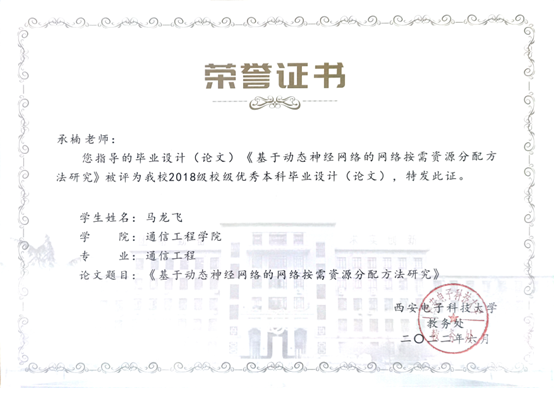 荣誉证书
承楠老师：
您指导的毕业设计（论文）《基于动态神经网络的网络按需资源分配方
法研究》被评为我校2018级校级优秀本科毕业设计（论文），特发此证。
学生姓名：马龙飞
学 院：通信工程学院
专 业：通信工程
论文题目：《基于动态神经网络的网络按需资源分配方法研究》
西安电子科技大学
教务处
二〇二二年六月